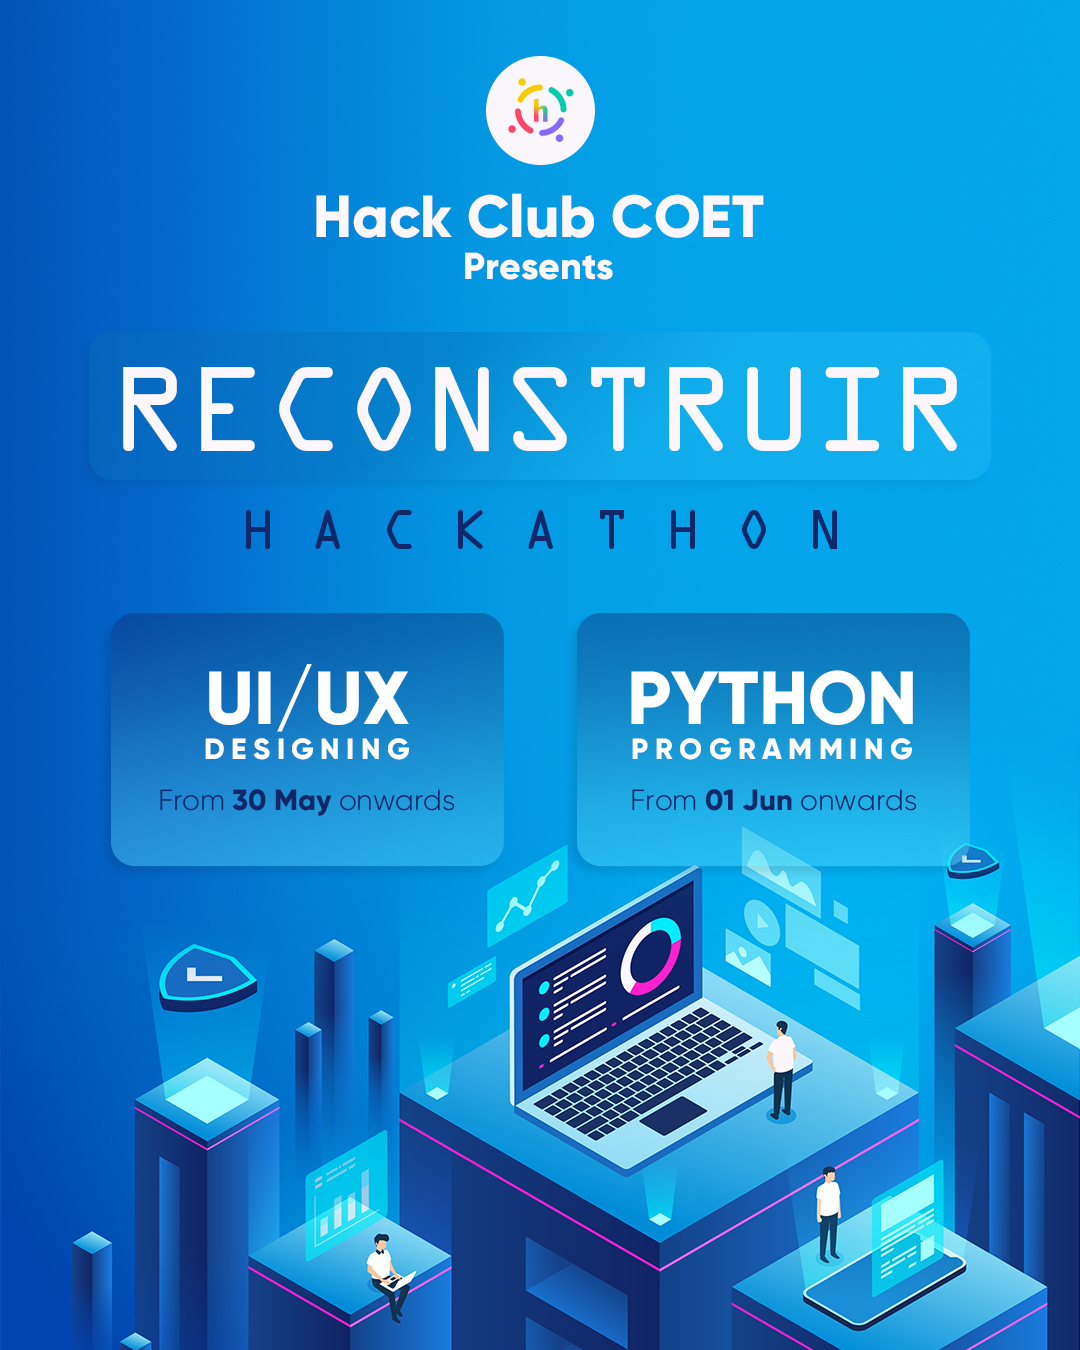 h
Hack Club COET
Presents
RECONSTRUIR
HACKATHON
UI/UX
DESIGNING
From 30 May onwards
PYTHON
PROGRAMMING
From 01 Jun onwards